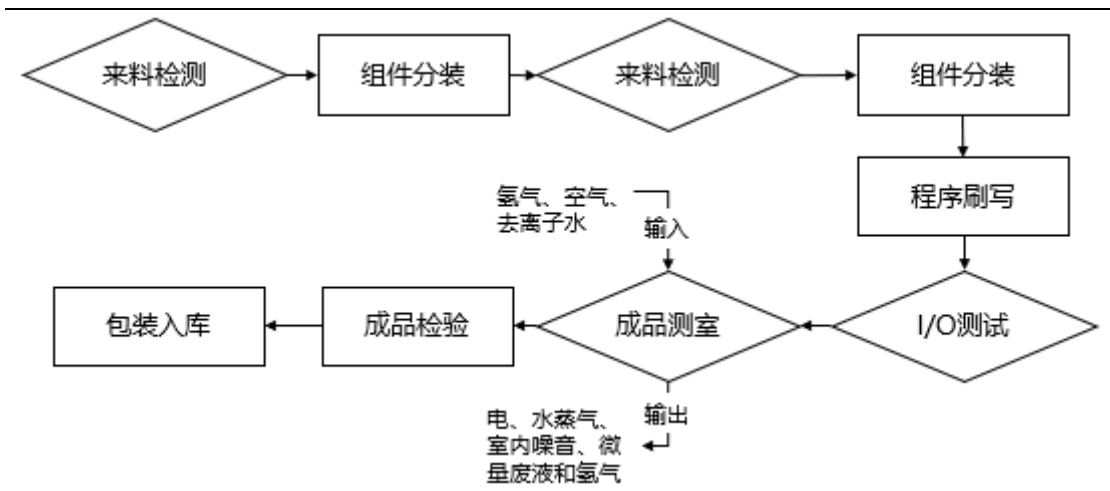 来料检测
组件分装
来料检测
组件分装
程序刷写
氢气、空气、
去离子水
输入
包装入库
成品检验
成品测室
I/O测试
输出
电、水蒸气、
室内噪音、微
量废液和氢气